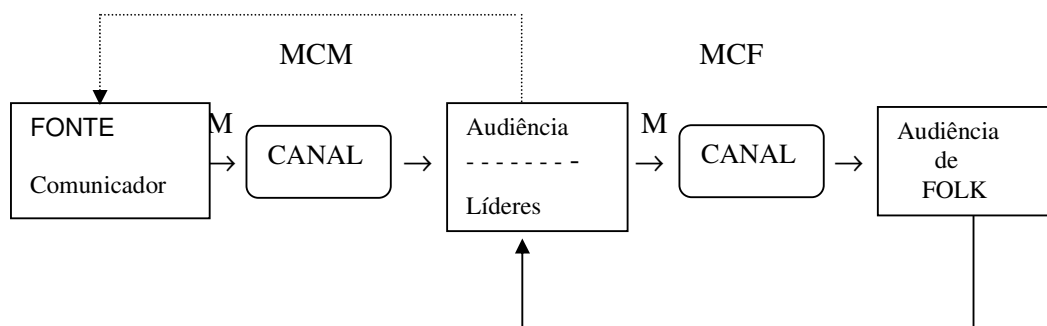 MCM
MCF
FONTE
Comunicador
M
CANAL
Audiência
- - - - - - - -
Líderes
M
CANAL
Audiência
de
FOLK